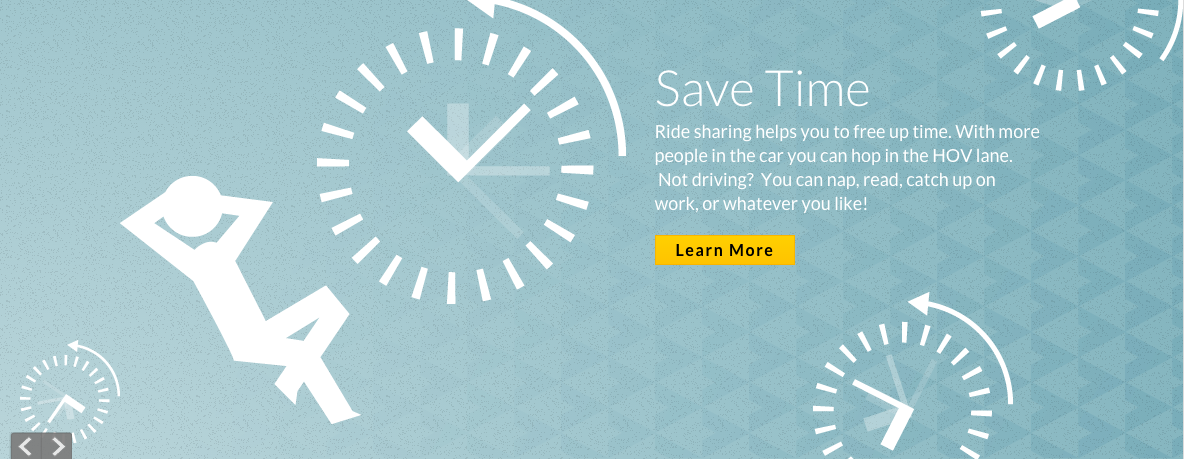 Save Time
Ride sharing helps you to free up time. With more
people in the car you can hop in the HOV lane.
Not driving?  You can nap, read, catch up on
work, or whatever you like!
Learn More